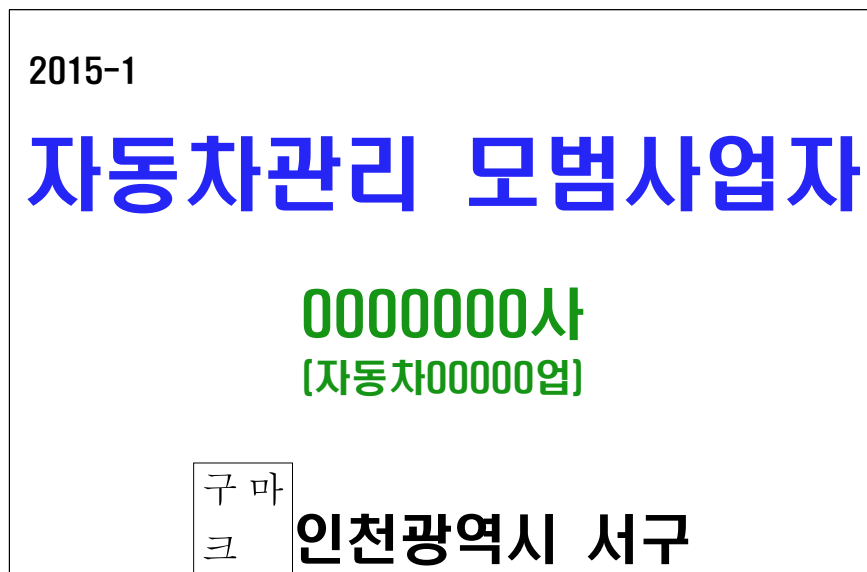 2015-1
자동차관리 모범사업자
0000000사
(자동차00000업)
구 마
크
인천광역시 서구